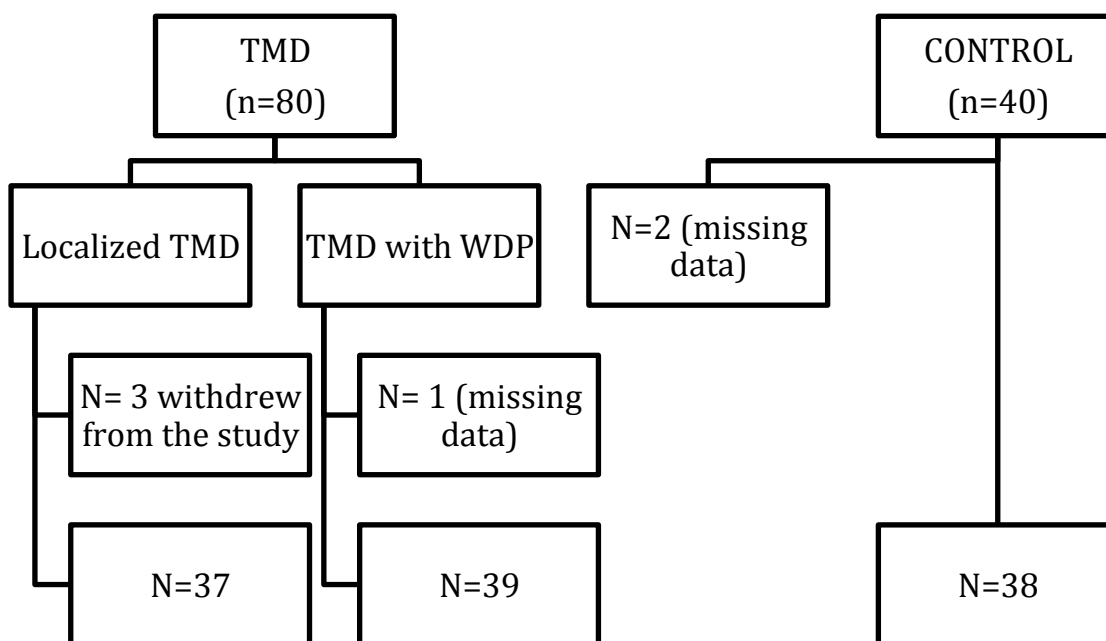 TMD
(n=80)
CONTROL
(n=40)
Localized TMD
TMD with WDP
N=2 (missing
data)
N= 3 withdrew
from the study
N= 1 (missing
data)
N=37
N=39
N=38